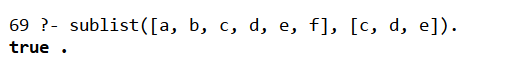 69 ?- sublist([a, b, c, d, e, f], [c, d, e]).
true .